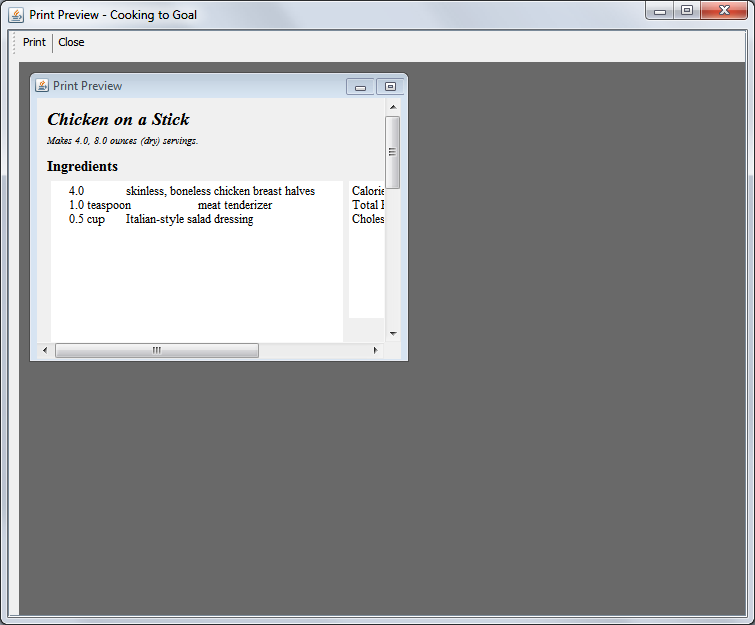 Print Preview - Cooking to Goal
Print Close
Print Preview
Chicken on a Stick
Makes 4.0, 8.0 ounces (dry) servings.
Ingredients
4.0 skinless, boneless chicken breast halves
1.0 teaspoon meat tenderizer
0.5 cup Italian-style salad dressing
Calorie
Total
Choles